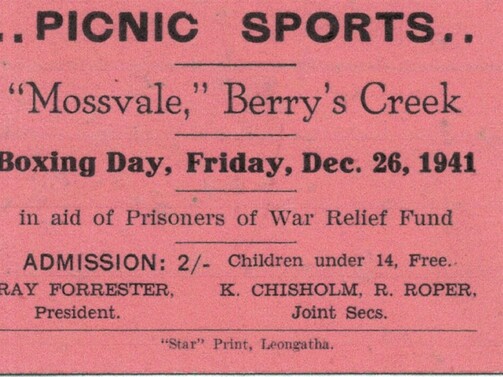 ..PICNIC SPORTS..
"Mossvale," Berry's Creek
Boxing Day, Friday, Dec. 26, 1941
in aid of Prisoners of War Relief Fund
ADMISSION: 2/- Children under 14, Free.
RAY FORRESTER, K. CHISHOLM, R. ROPER,
President. Joint Secs.
"Star" Print, Leongatha.